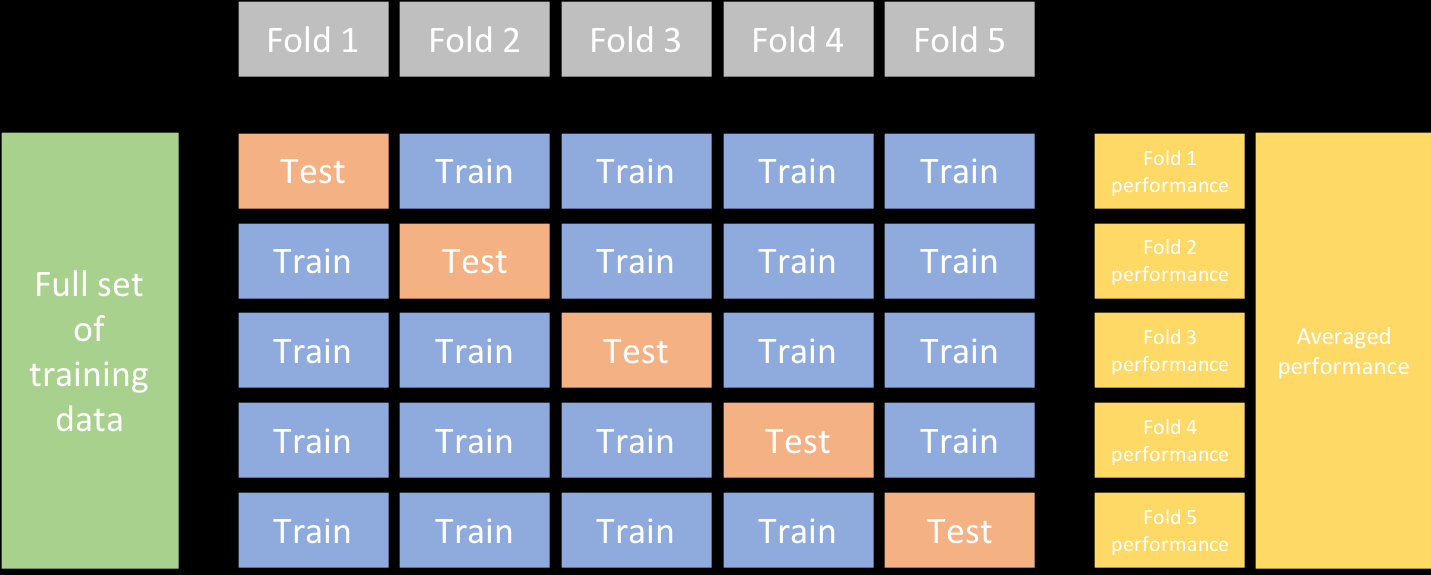 Fold 1 Fold 2 Fold 3 Fold 4 Fold 5
Full set
of
training
data
Test Train Train Train Train
Train Test Train Train Train
Train Train Test Train Train
Train Train Train Test Train
Train Train Train Train Test
Fold 1
performance
Fold 2
performance
Fold 3
performance
Fold 4
performance
Fold 5
performance
Averaged
performance